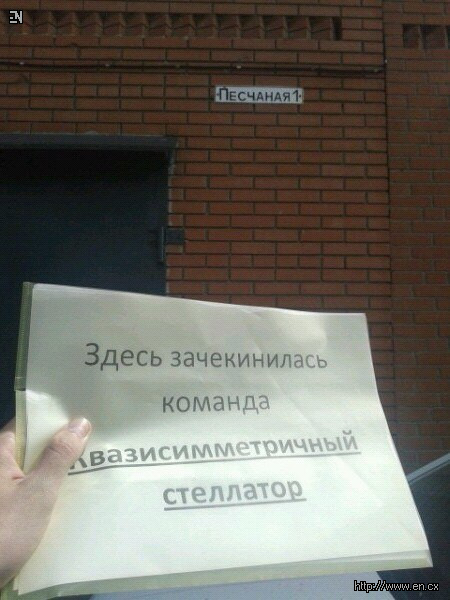 EN
ПЕСЧАНАЯ 1
Здесь зачекинилась
команда
Квазисимметричный
стеллатор
http://www.en.cx